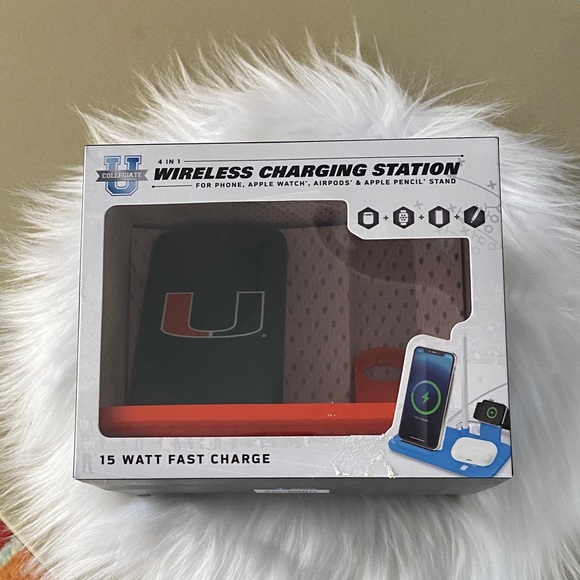 U
COLLEGIATE
4 IN 1
WIRELESS CHARGING STATION
FOR PHONE, APPLE WATCH®, AIRPODS® & APPLE PENCIL® STAND
U
15 WATT FAST CHARGE